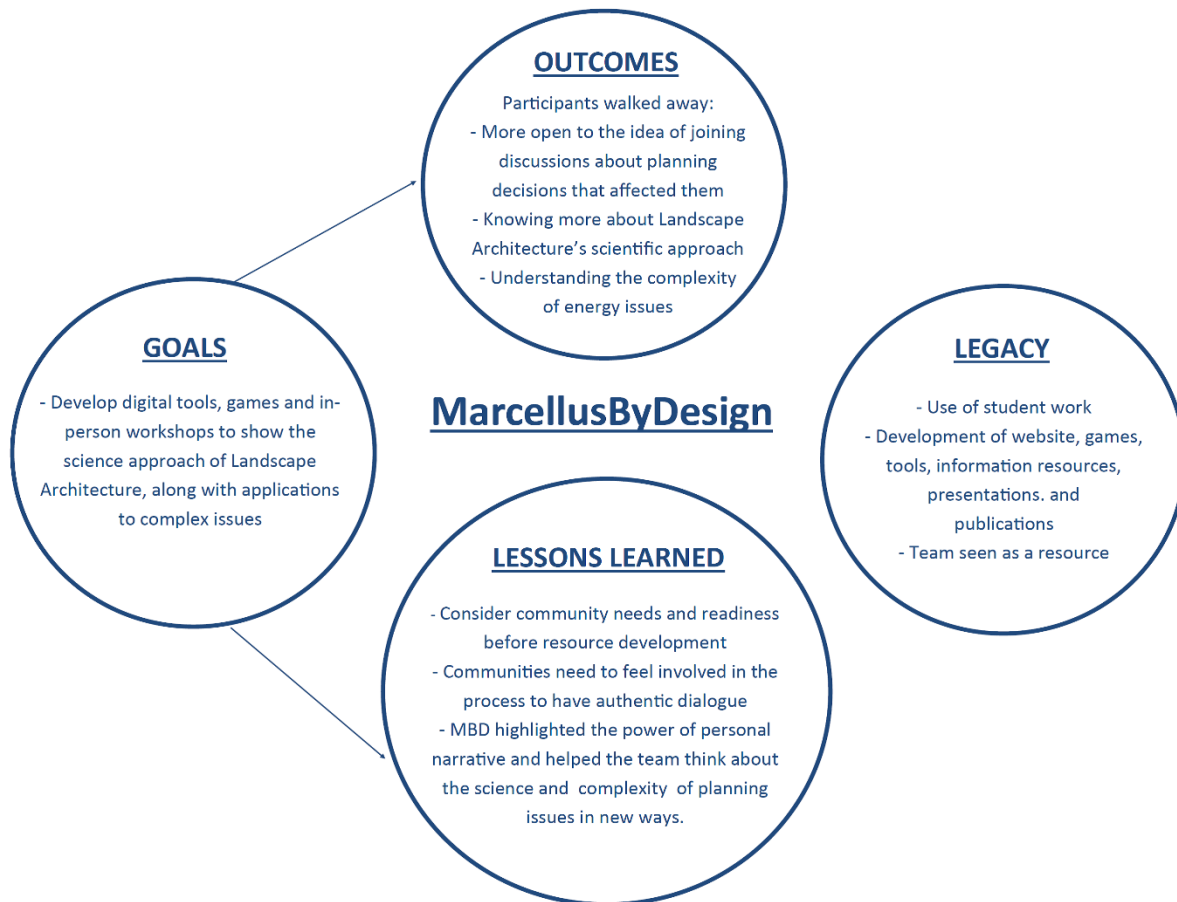 OUTCOMES
Participants walked away:
- More open to the idea of joining
discussions about planning
decisions that affected them
- Knowing more about Landscape
Architecture’s scientific approach
- Understanding the complexity
of energy issues
GOALS
- Develop digital tools, games and in-
person workshops to show the
science approach of Landscape
Architecture, along with applications
to complex issues
MarcellusByDesign
LEGACY
- Use of student work
- Development of website, games,
tools, information resources,
presentations. and
publications
- Team seen as a resource
LESSONS LEARNED
- Consider community needs and readiness
before resource development
- Communities need to feel involved in the
process to have authentic dialogue
- MBD highlighted the power of personal
narrative and helped the team think about
the science and complexity of planning
issues in new ways.